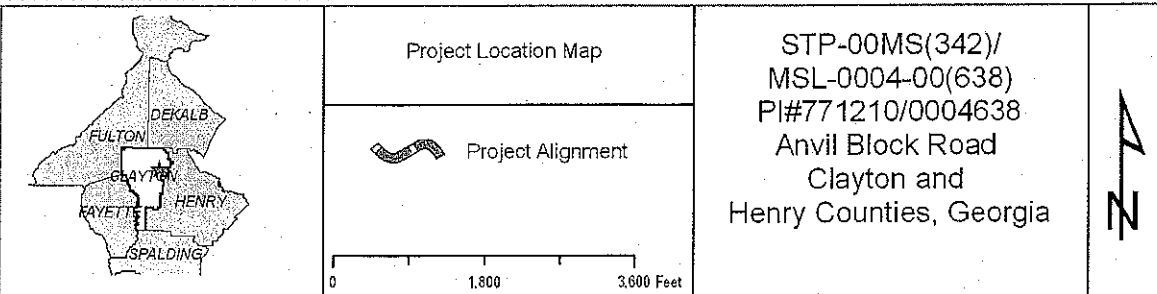 DEKALB
FULTON
CLAYTON
FAYETTE
HENRY
SPALDING
Project Location Map
Project Alignment
0 1,800 3,600 Feet
STP-00MS(342)/
MSL-0004-00(638)
PI#771210/0004638
Anvil Block Road
Clayton and
Henry Counties, Georgia
N